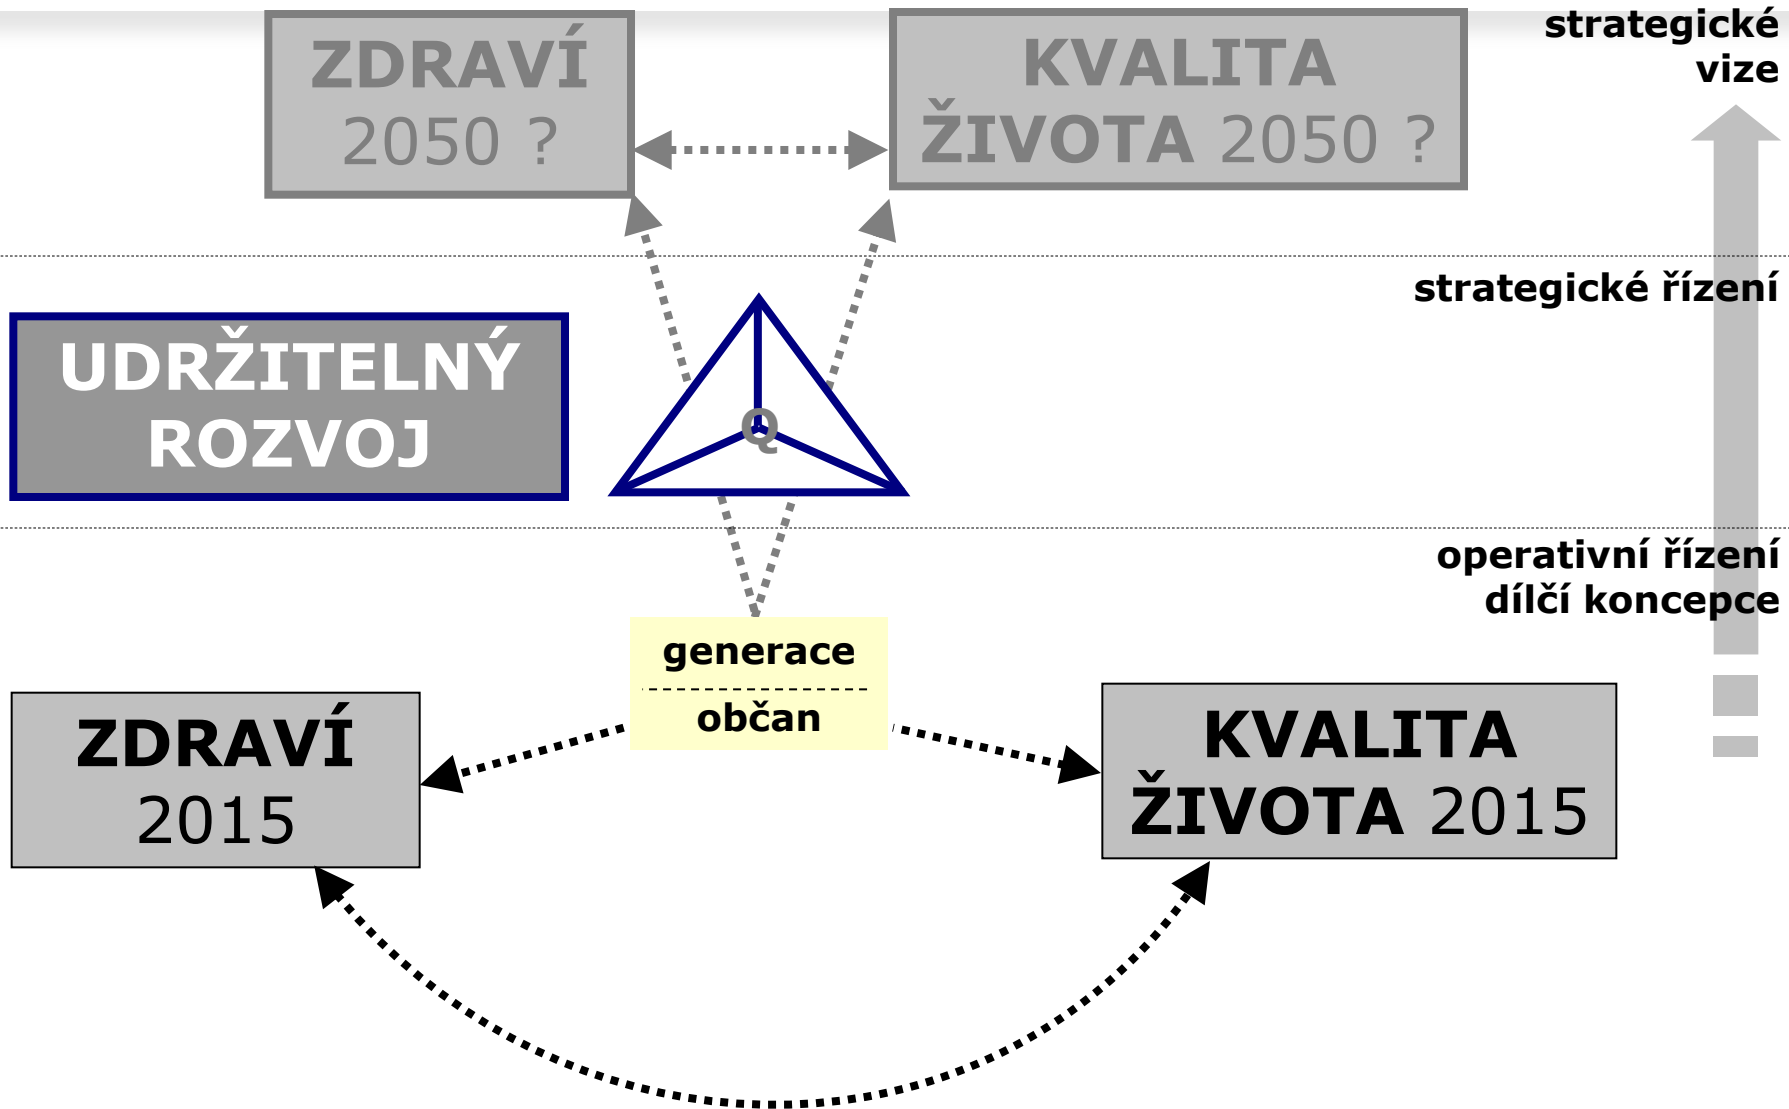 ZDRAVÍ
2050 ?
KVALITA
ŽIVOTA 2050 ?
strategické
vize
strategické řízení
UDRŽITELNÝ
ROZVOJ
Q
operativní řízení
dílčí koncepce
generace
občan
ZDRAVÍ
2015
KVALITA
ŽIVOTA 2015